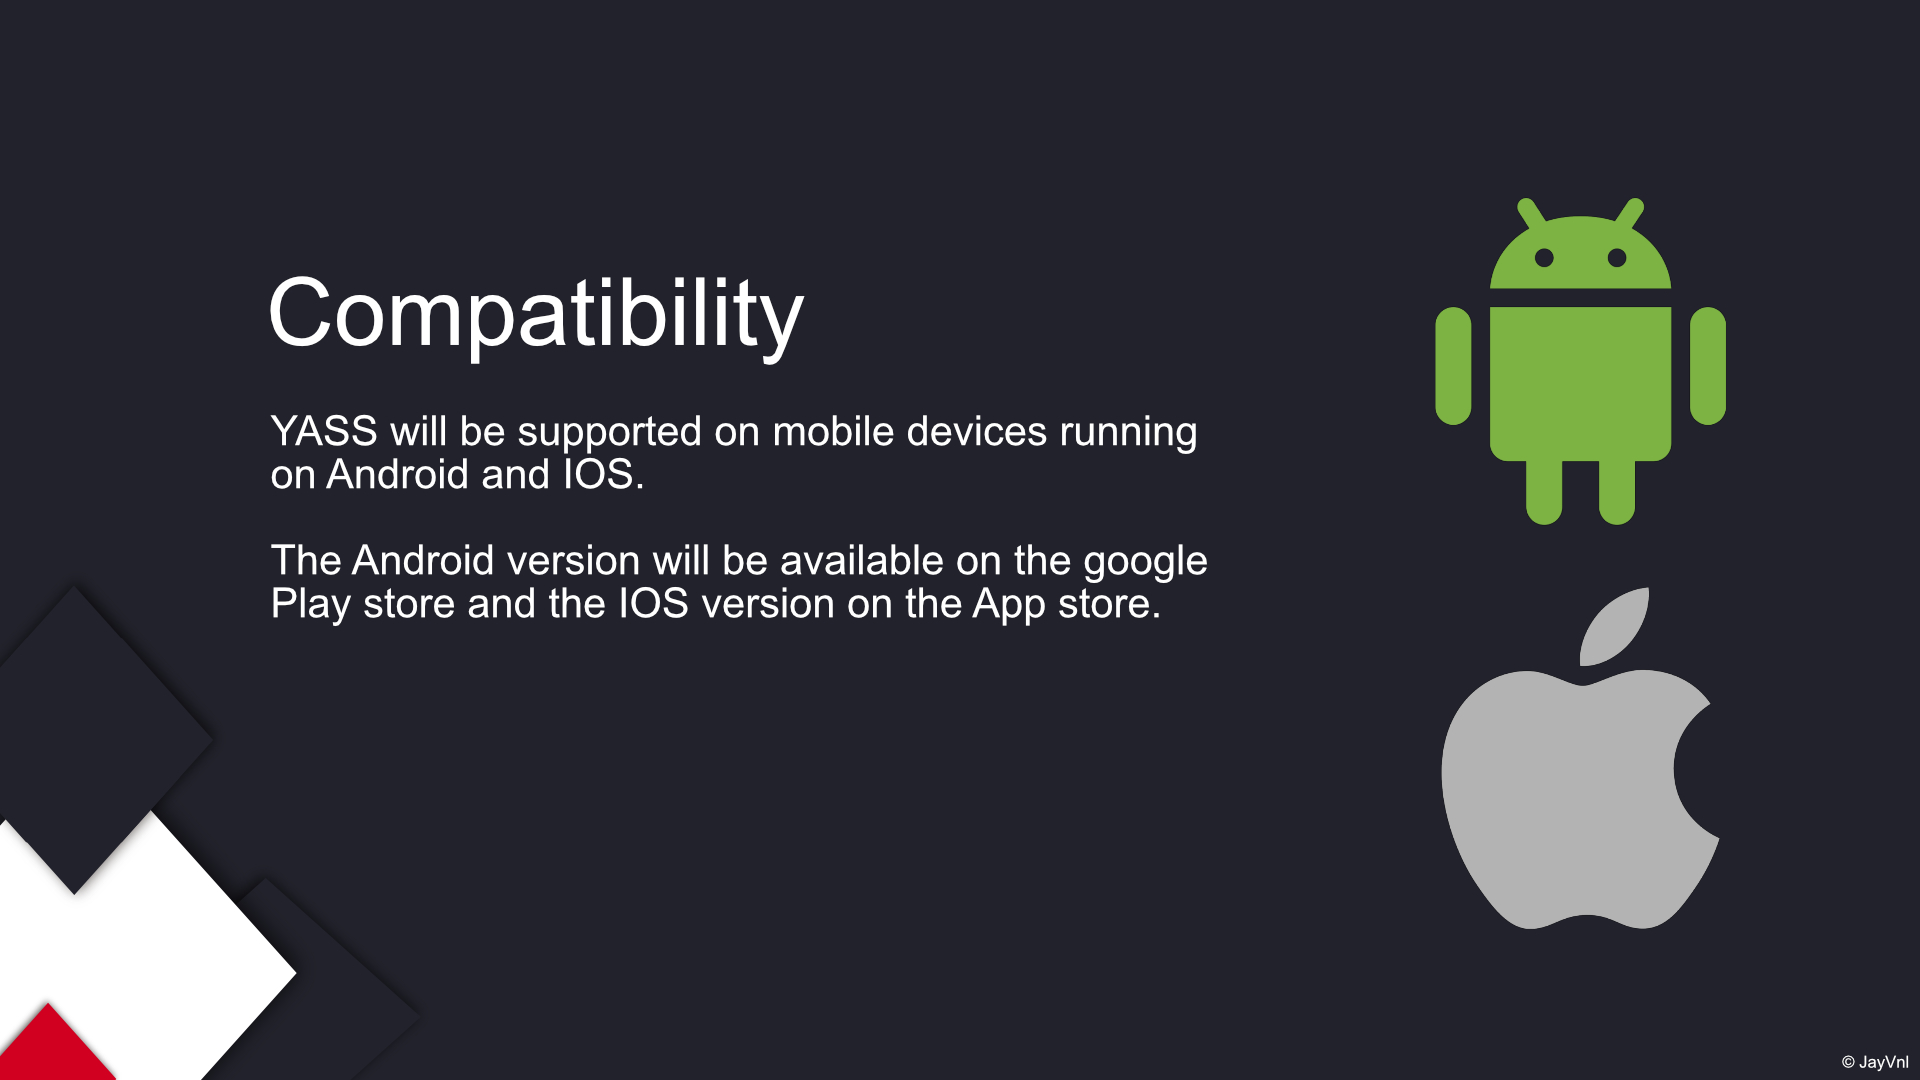 Compatibility
YASS will be supported on mobile devices running
on Android and IOS.
The Android version will be available on the google
Play store and the IOS version on the App store.
© JayVnl